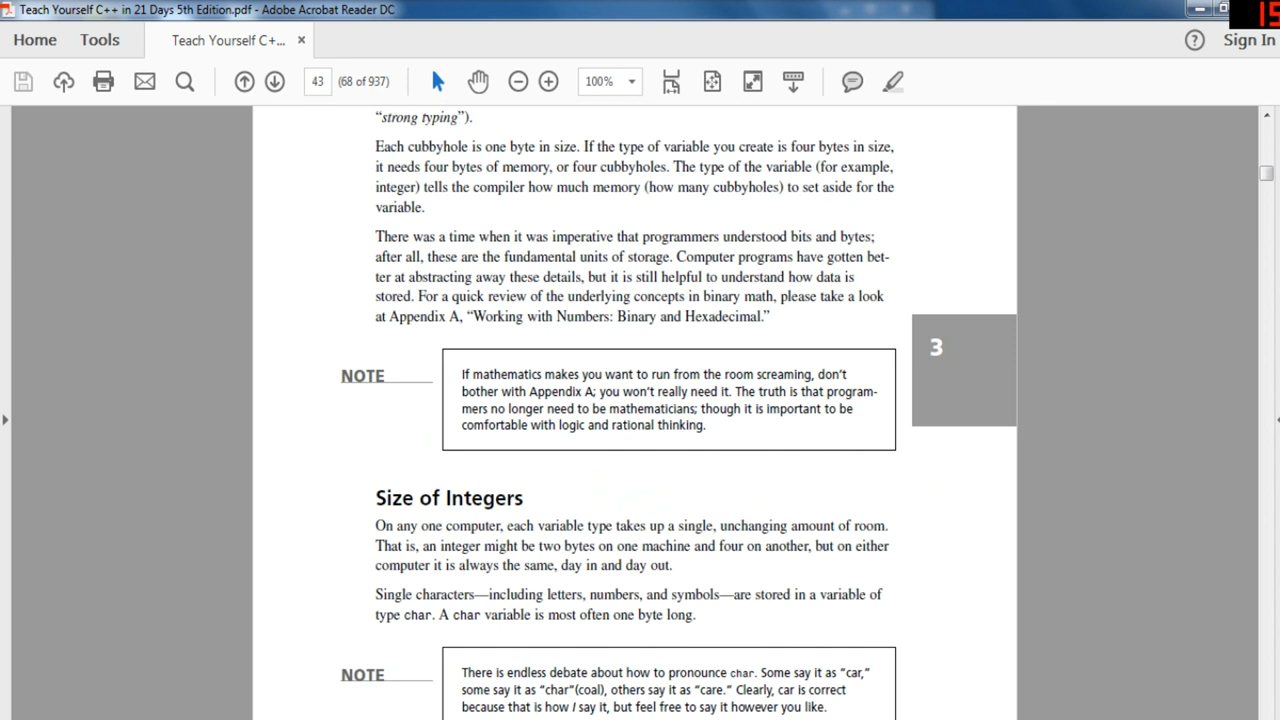 Teach Yourself C++ in 21 Days 5th Edition.pdf - Adobe Acrobat Reader DC
15
Home Tools Teach Yourself C+... × ? Sign In
43 (68 of 937) 100%
“strong typing”).
Each cubbyhole is one byte in size. If the type of variable you create is four bytes in size,
it needs four bytes of memory, or four cubbyholes. The type of the variable (for example,
integer) tells the compiler how much memory (how many cubbyholes) to set aside for the
variable.
There was a time when it was imperative that programmers understood bits and bytes;
after all, these are the fundamental units of storage. Computer programs have gotten bet-
ter at abstracting away these details, but it is still helpful to understand how data is
stored. For a quick review of the underlying concepts in binary math, please take a look
at Appendix A, “Working with Numbers: Binary and Hexadecimal.”
3
NOTE
If mathematics makes you want to run from the room screaming, don’t
bother with Appendix A; you won’t really need it. The truth is that program-
mers no longer need to be mathematicians; though it is important to be
comfortable with logic and rational thinking.
Size of Integers
On any one computer, each variable type takes up a single, unchanging amount of room.
That is, an integer might be two bytes on one machine and four on another, but on either
computer it is always the same, day in and day out.
Single characters—including letters, numbers, and symbols—are stored in a variable of
type char. A char variable is most often one byte long.
NOTE
There is endless debate about how to pronounce char. Some say it as “car,”
some say it as “char”(coal), others say it as “care.” Clearly, car is correct
because that is how I say it, but feel free to say it however you like.